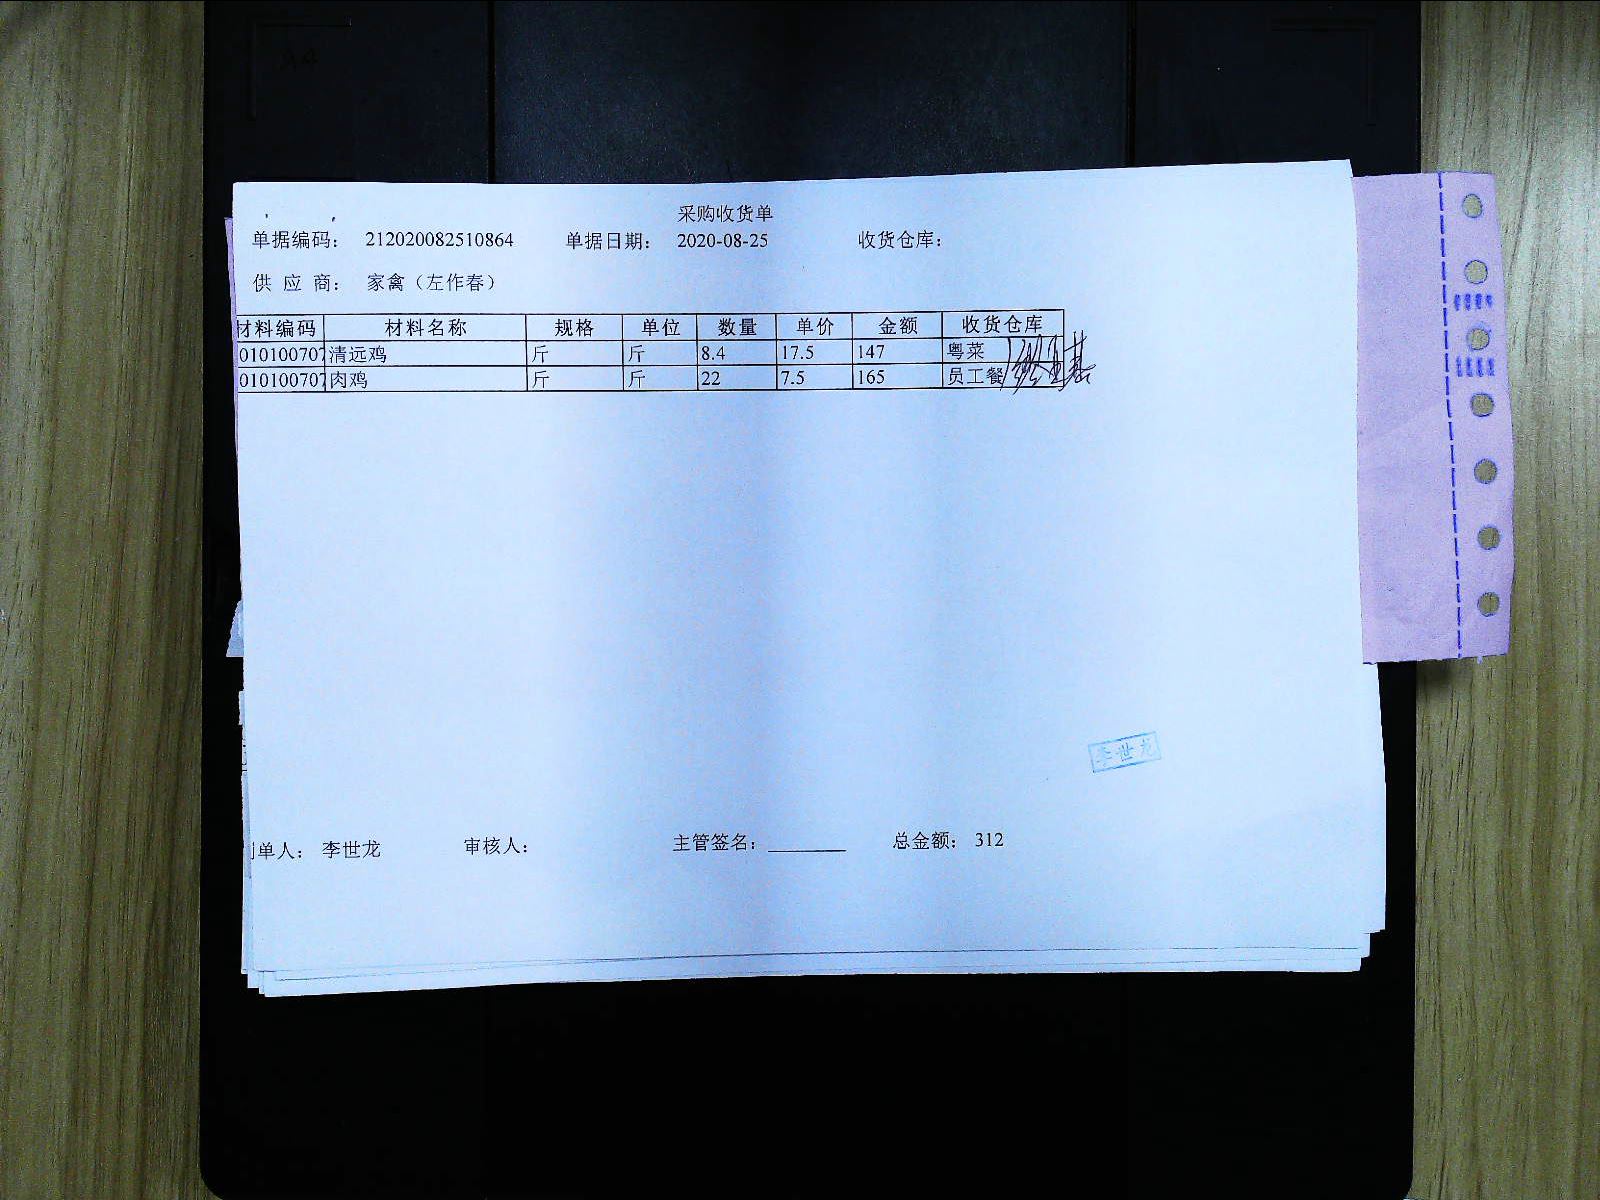 采购收货单
单据编码： 212020082510864 单据日期： 2020-08-25 收货仓库：
供 应 商： 家禽（左作春）
材料编码 材料名称 规格 单位 数量 单价 金额 收货仓库
010100707 清远鸡 斤 斤 8.4 17.5 147 粤菜
010100707 肉鸡 斤 斤 22 7.5 165 员工餐
李世龙
单人： 李世龙 审核人： 主管签名： 总金额： 312